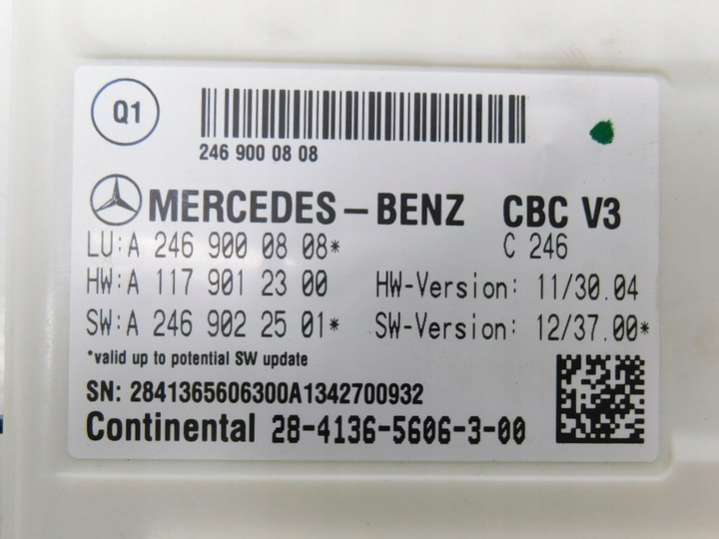 Q1
246 900 08 08
MERCEDES-BENZ CBC V3
LU: A 246 900 08 08* C 246
HW: A 117 901 23 00 HW-Version: 11/30.04
SW: A 246 902 25 01* SW-Version: 12/37.00*
*valid up to potential SW update
SN: 2841365606300A1342700932
Continental 28-4136-5606-3-00